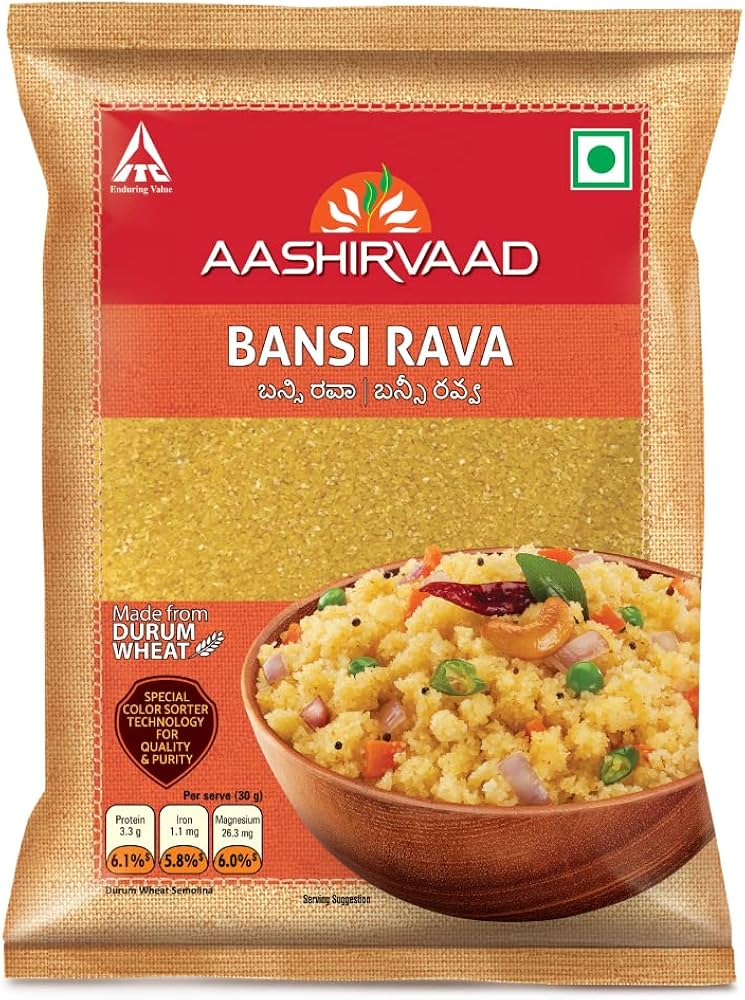 ITC
Enduring Value
AASHIRVAAD
BANSI RAVA
ಬನ್ಸಿ ರವಾ | బన్సీ రవ్వ
Made from
DURUM
WHEAT
SPECIAL
COLOR SORTER
TECHNOLOGY
FOR
QUALITY
& PURITY
Per serve (30 g)
Protein Iron Magnesium
3.3 g 1.1 mg 26.3 mg
6.1%$ 5.8%$ 6.0%$
Durum Wheat Semolina
Serving Suggestion